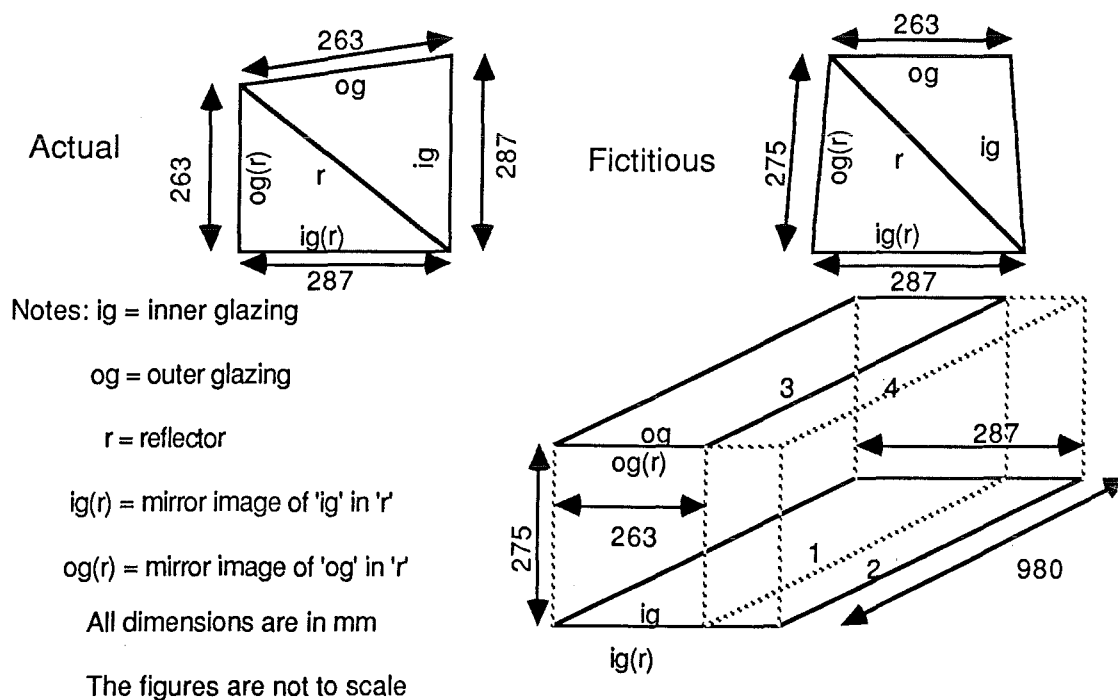 263
og
263
og(r)
r
ig
287
ig(r)
287
Actual
263
og
275
og(r)
r
ig
ig(r)
287
Fictitious
Notes: ig = inner glazing
og = outer glazing
r = reflector
ig(r) = mirror image of 'ig' in 'r'
og(r) = mirror image of 'og' in 'r'
All dimensions are in mm
The figures are not to scale
3
4
og
og(r)
287
275
263
1
2
980
ig
ig(r)